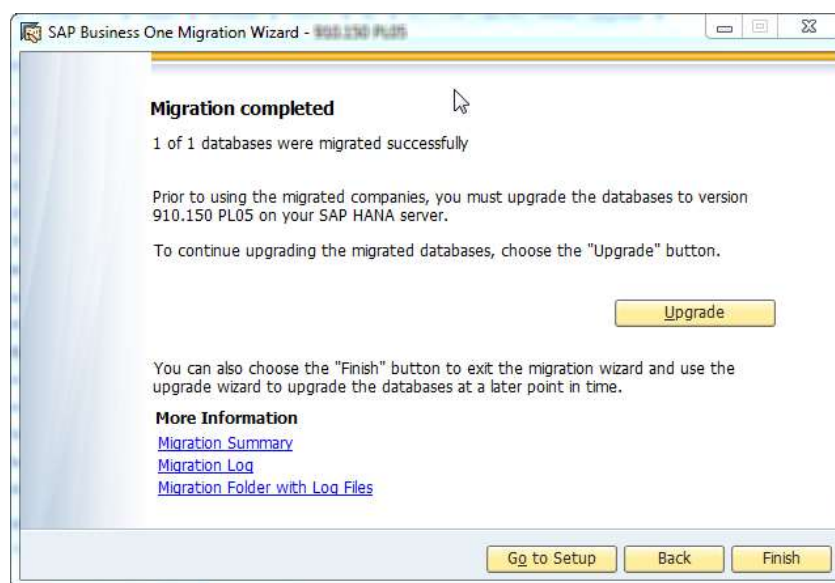 SAP Business One Migration Wizard - 910.150 PL05
Migration completed
1 of 1 databases were migrated successfully
Prior to using the migrated companies, you must upgrade the databases to version
910.150 PL05 on your SAP HANA server.
To continue upgrading the migrated databases, choose the "Upgrade" button.
Upgrade
You can also choose the "Finish" button to exit the migration wizard and use the
upgrade wizard to upgrade the databases at a later point in time.
More Information
Migration Summary
Migration Log
Migration Folder with Log Files
Go to Setup
Back
Finish